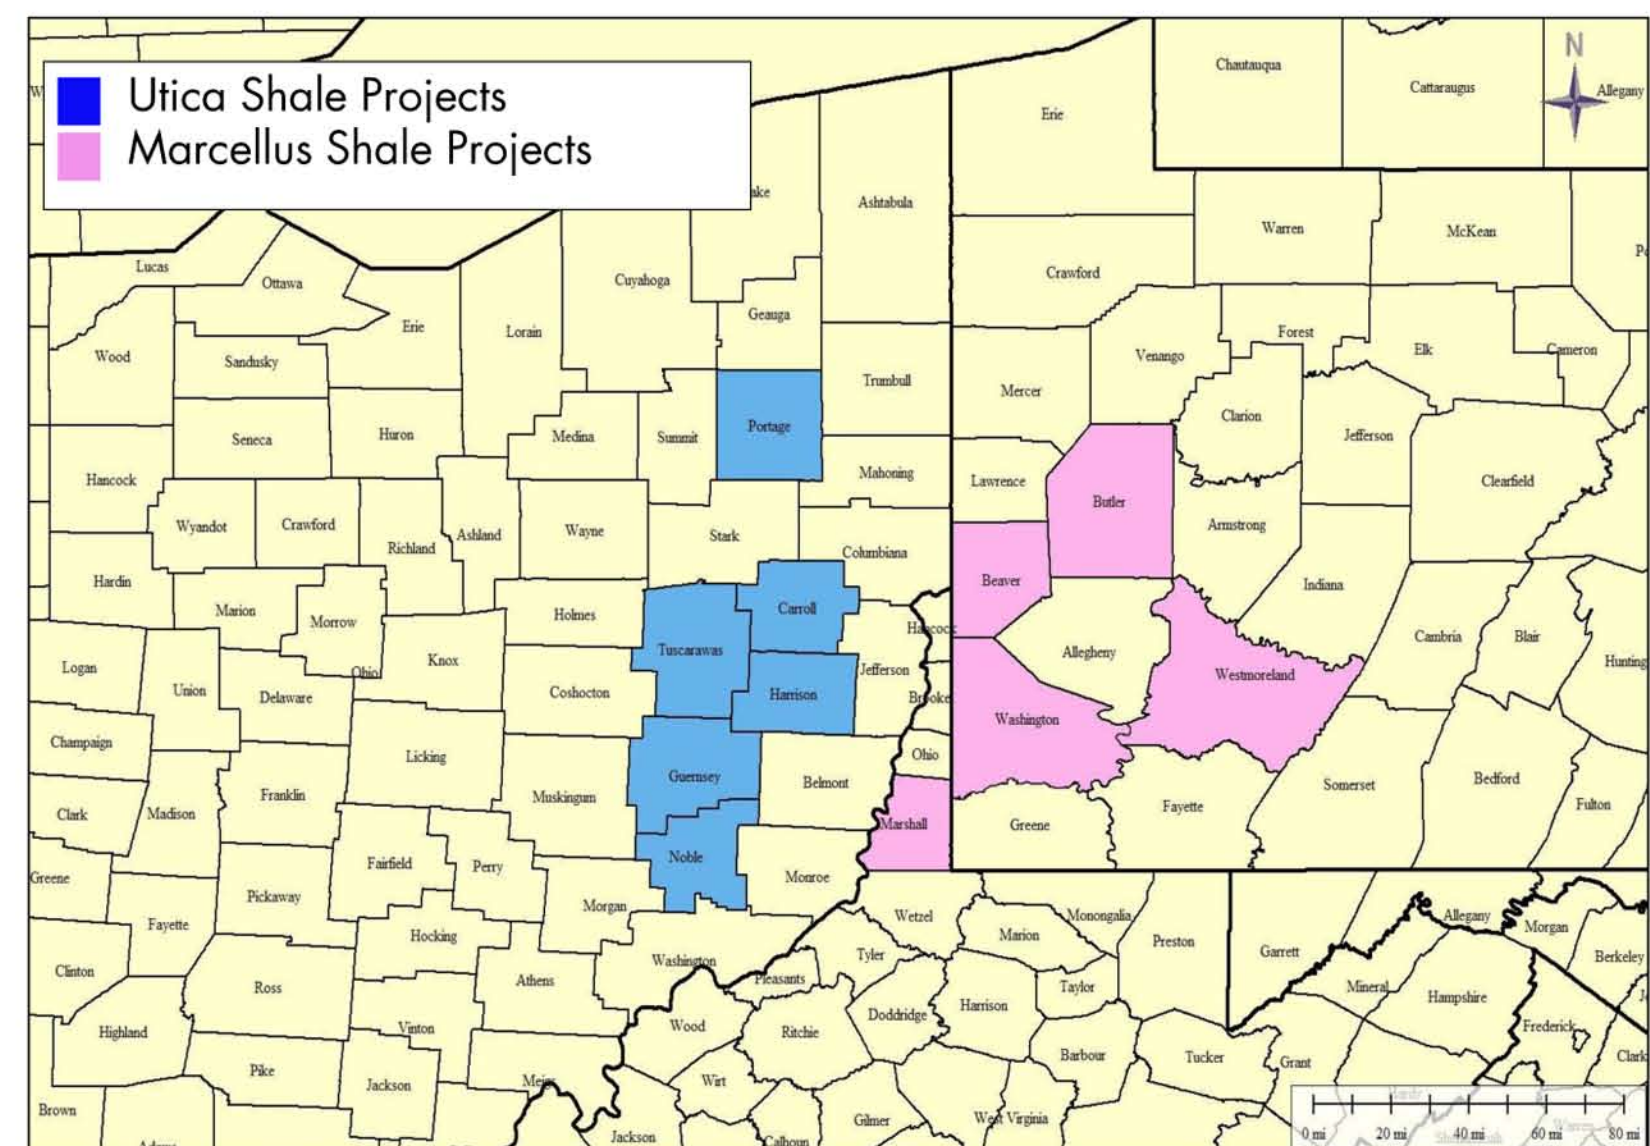 Utica Shale Projects
Marcellus Shale Projects
N
Chautauqua
Cattaraugus
Allegany
Erie
Ashtabula
Warren
McKean
Crawford
Lucas
Ottawa
Cuyahoga
Geauga
Erie
Lorain
Forest
Elk
Cameron
Wood
Sandusky
Venango
Trumbull
Mercer
Clarion
Portage
Seneca
Huron
Medina
Summit
Jefferson
Mahoning
Lawrence
Clearfield
Hancock
Butler
Wyandot
Crawford
Richland
Ashland
Wayne
Stark
Armstrong
Columbiana
Hardin
Beaver
Indiana
Marion
Morrow
Holmes
Carroll
Hancock
Cambria
Blair
Logan
Union
Ohio
Knox
Tuscarawas
Jefferson
Allegheny
Hunting
Delaware
Coshocton
Harrison
Brooke
Westmoreland
Champaign
Licking
Washington
Ohio
Guernsey
Belmont
Somerset
Bedford
Clark
Madison
Franklin
Muskingum
Marshall
Greene
Fayette
Fulton
Greene
Fairfield
Perry
Noble
Monroe
Pickaway
Morgan
Wetzel
Monongalia
Allegany
Morgan
Fayette
Hocking
Marion
Preston
Garrett
Clinton
Washington
Tyler
Berkeley
Ross
Athens
Pleasants
Taylor
Mineral
Hampshire
Highland
Vinton
Wood
Ritchie
Doddridge
Harrison
Frederick
Pike
Jackson
Meigs
Wirt
Barbour
Tucker
Grant
Clark
Brown
Jackson
Calhoun
Gilmer
West Virginia
0 mi 20 mi 40 mi 60 mi 80 mi